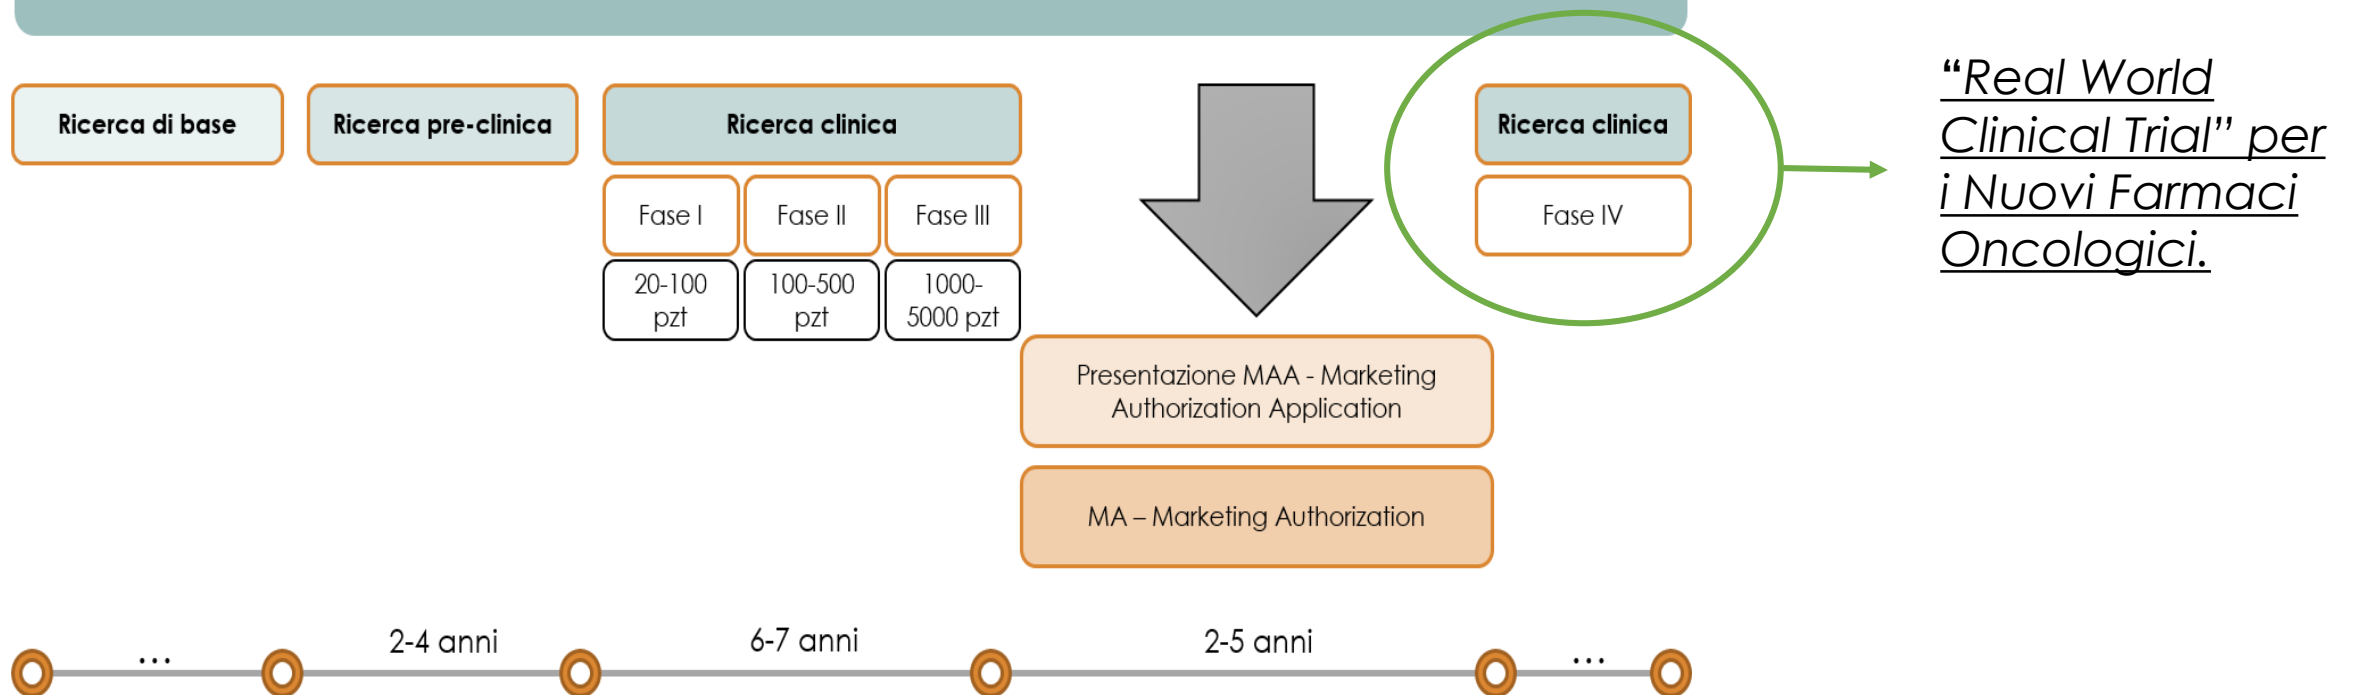 Ricerca di base
Ricerca pre-clinica
Ricerca clinica
Fase I
Fase II
Fase III
20-100
pzt
100-500
pzt
1000-
5000 pzt
Presentazione MAA - Marketing
Authorization Application
MA – Marketing Authorization
Ricerca clinica
Fase IV
“Real World
Clinical Trial” per
i Nuovi Farmaci
Oncologici.
...
2-4 anni
6-7 anni
2-5 anni
...